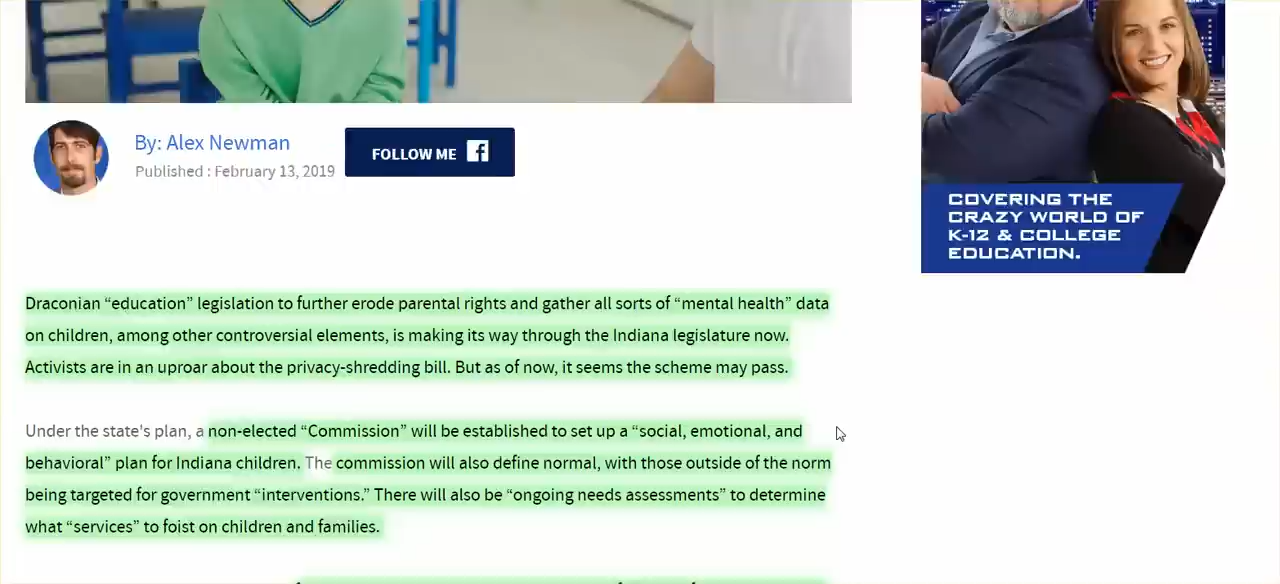 By: Alex Newman
Published : February 13, 2019
FOLLOW ME
COVERING THE
CRAZY WORLD OF
K-12 & COLLEGE
EDUCATION.
Draconian “education” legislation to further erode parental rights and gather all sorts of “mental health” data
on children, among other controversial elements, is making its way through the Indiana legislature now.
Activists are in an uproar about the privacy-shredding bill. But as of now, it seems the scheme may pass.
Under the state's plan, a non-elected “Commission” will be established to set up a “social, emotional, and
behavioral” plan for Indiana children. The commission will also define normal, with those outside of the norm
being targeted for government “interventions.” There will also be “ongoing needs assessments” to determine
what “services” to foist on children and families.